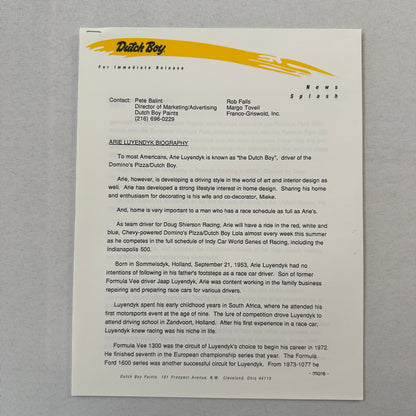 Dutch Boy.
For Immediate Release
News
Splash
Contact: Pete Balint Rob Falls
Director of Marketing/Advertising Margo Tovell
Dutch Boy Paints Franco-Griswold, Inc.
(216) 696-0229
ARIE LUYENDYK BIOGRAPHY
To most Americans, Arie Luyendyk is known as "the Dutch Boy", driver of the
Domino's Pizza/Dutch Boy.
Arie, however, is developing a driving style in the world of art and interior design as
well. Arie has developed a strong lifestyle interest in home design. Sharing his home
and enthusiasm for decorating is his wife and co-decorator, Mieke.
And, home is very important to a man who has a race schedule as full as Arie's.
As team driver for Doug Shierson Racing, Arie will have a ride in the red, white and
blue, Chevy-powered Domino's Pizza/Dutch Boy Lola almost every week this summer
as he competes in the full schedule of Indy Car World Series of Racing, including the
Indianapolis 500.
Born in Sommelsdyk, Holland, September 21, 1953, Arie Luyendyk had no
intentions of following in his father's footsteps as a race car driver. Son of former
Formula Vee driver Jaap Luyendyk, Arie was content working in the family business
repairing and preparing race cars for various drivers.
Luyendyk spent his early childhood years in South Africa, where he attended his
first motorsports event at the age of nine. The lure of competition drove Luyendyk to
attend driving school in Zandvoort, Holland. After his first experience in a race car,
Luyendyk knew racing was to be his career.
Formula Vee 1300 was the circuit of Luyendyk's choice to begin his career in 1972.
He finished seventh in the European championship series that year. The Formula
Ford 1600 series was another successful circuit for Luyendyk. From 1973-1077 he
- more -
Dutch Boy Paints 101 Prospect Avenue, N.W. Cleveland, Ohio 44115